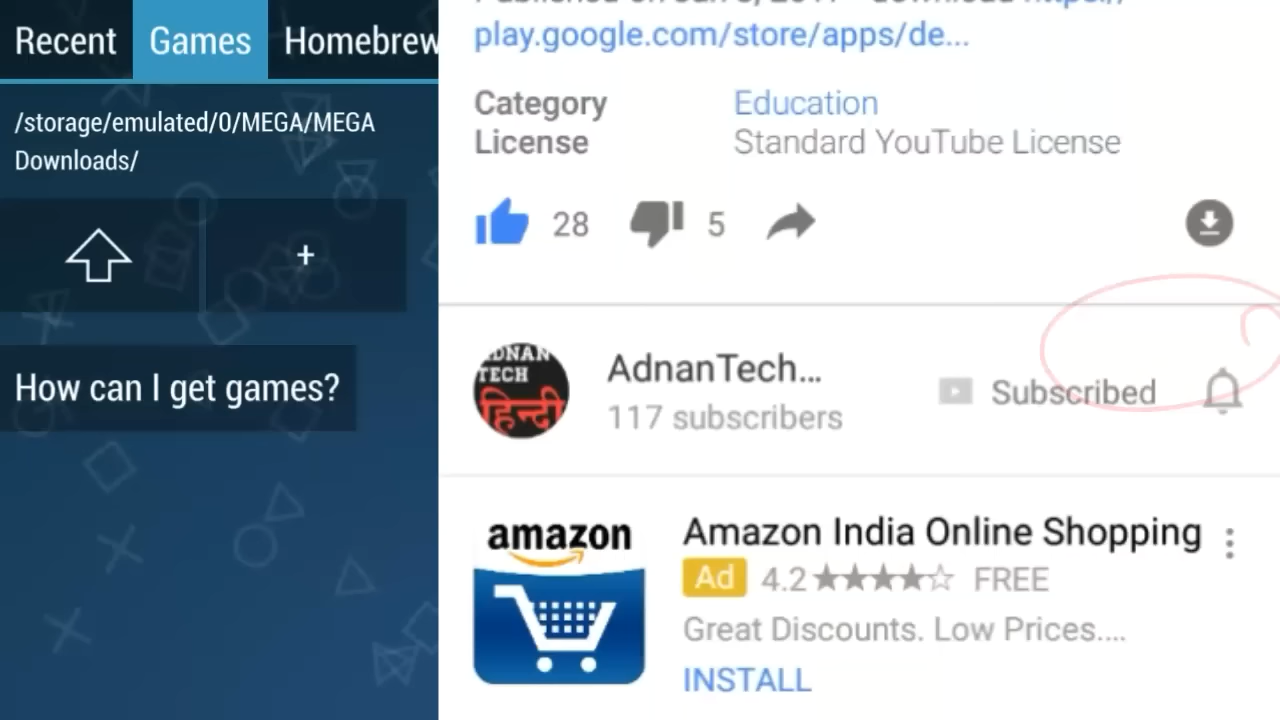 Recent Games Homebrew
/storage/emulated/0/MEGA/MEGA
Downloads/
+
How can I get games?
play.google.com/store/apps/de...
Category Education
License Standard YouTube License
28 5
ADNAN
TECH
हिन्दी
AdnanTech...
Subscribed
117 subscribers
amazon
Amazon India Online Shopping
Ad 4.2 FREE
Great Discounts. Low Prices....
INSTALL